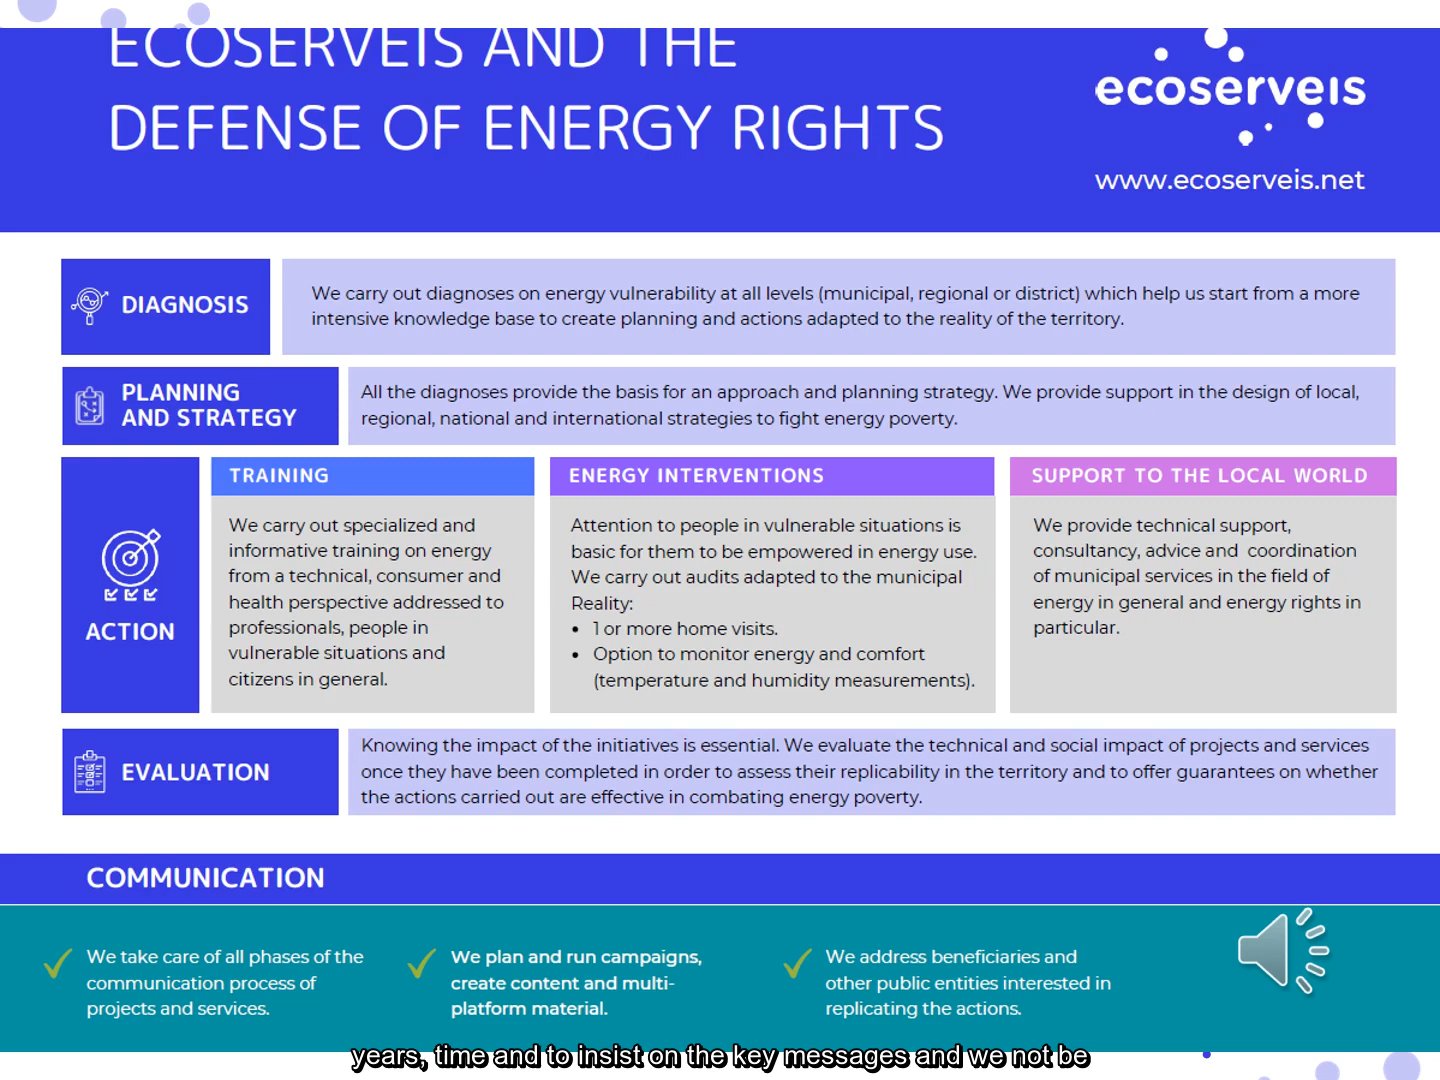 ECOSERVEIS AND THE
DEFENSE OF ENERGY RIGHTS
ecoserveis
www.ecoserveis.net
DIAGNOSIS
We carry out diagnoses on energy vulnerability at all levels (municipal, regional or district) which help us start from a more
intensive knowledge base to create planning and actions adapted to the reality of the territory.
PLANNING
AND STRATEGY
All the diagnoses provide the basis for an approach and planning strategy. We provide support in the design of local,
regional, national and international strategies to fight energy poverty.
ACTION
TRAINING
We carry out specialized and
informative training on energy
from a technical, consumer and
health perspective addressed to
professionals, people in
vulnerable situations and
citizens in general.
ENERGY INTERVENTIONS
Attention to people in vulnerable situations is
basic for them to be empowered in energy use.
We carry out audits adapted to the municipal
Reality:
• 1 or more home visits.
• Option to monitor energy and comfort
(temperature and humidity measurements).
SUPPORT TO THE LOCAL WORLD
We provide technical support,
consultancy, advice and coordination
of municipal services in the field of
energy in general and energy rights in
particular.
EVALUATION
Knowing the impact of the initiatives is essential. We evaluate the technical and social impact of projects and services
once they have been completed in order to assess their replicability in the territory and to offer guarantees on whether
the actions carried out are effective in combating energy poverty.
COMMUNICATION
We take care of all phases of the
communication process of
projects and services.
We plan and run campaigns,
create content and multi-
platform material.
We address beneficiaries and
other public entities interested in
replicating the actions.
years, time and to insist on the key messages and we not be